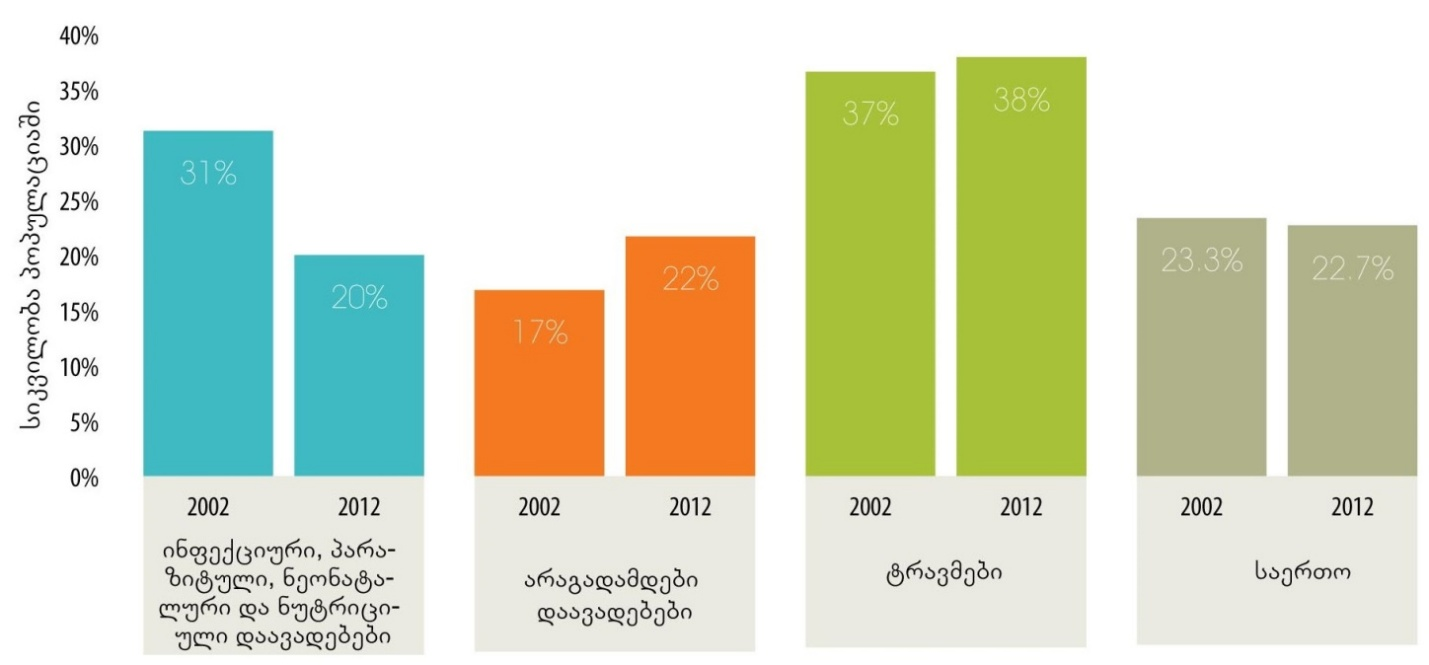 40%
35%
30%
25%
20%
15%
10%
5%
0%
სიკვილობა პოპულაციაში
31%
20%
17%
22%
37%
38%
23.3%
22.7%
2002 2012
ინფექციური, პარა-
ზიტული, ნეონატა-
ლური და ნუტრიცი-
ული დაავადებები
2002 2012
არაგადამდები
დაავადებები
2002 2012
ტრავმები
2002 2012
საერთო